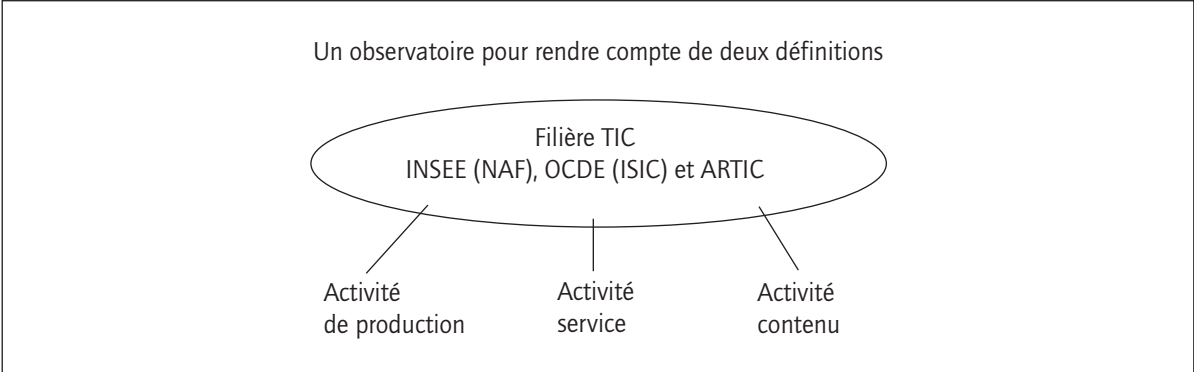 Un observatoire pour rendre compte de deux définitions
Filière TIC
INSEE (NAF), OCDE (ISIC) et ARTIC
Activité
de production
Activité
service
Activité
contenu